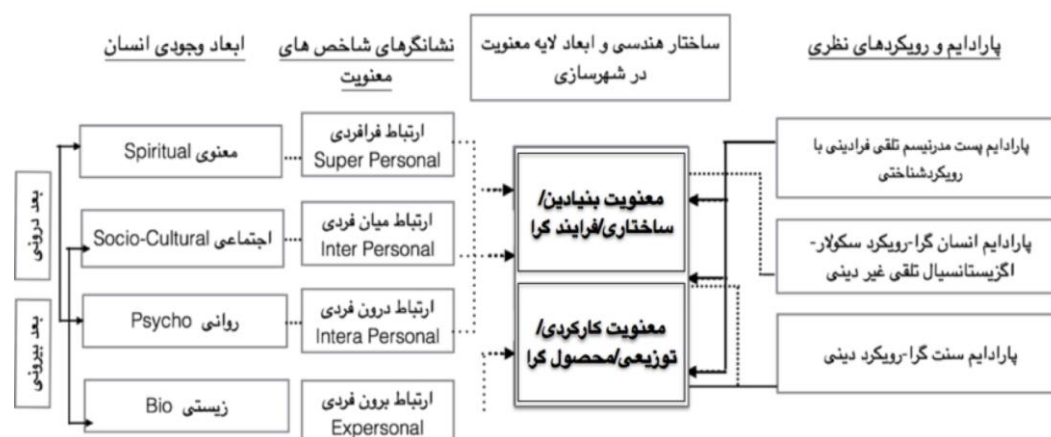 پارادایم و رویکردهای نظری
ساختار هندسی و ابعاد لایه معنویت
در شهرسازی
نشانگرهای شاخص های
معنویت
ابعاد وجودی انسان
پارادایم پست مدرنیسم تلقی فرادینی با
رویکردشناختی
پارادایم انسان گرا-رویکرد سکولار-
اگزیستانسیال تلقی غیر دینی
پارادایم سنت گرا-رویکرد دینی
معنویت بنیادین/
ساختاری/فرایند گرا
معنویت کارکردی/
توزیعی/محصول گرا
ارتباط فرافردی
Super Personal
ارتباط میان فردی
Inter Personal
ارتباط درون فردی
Intera Personal
ارتباط برون فردی
Expersonal
معنوی Spiritual
اجتماعی Socio-Cultural
روانی Psycho
زیستی Bio
بعد درونی
بعد بیرونی